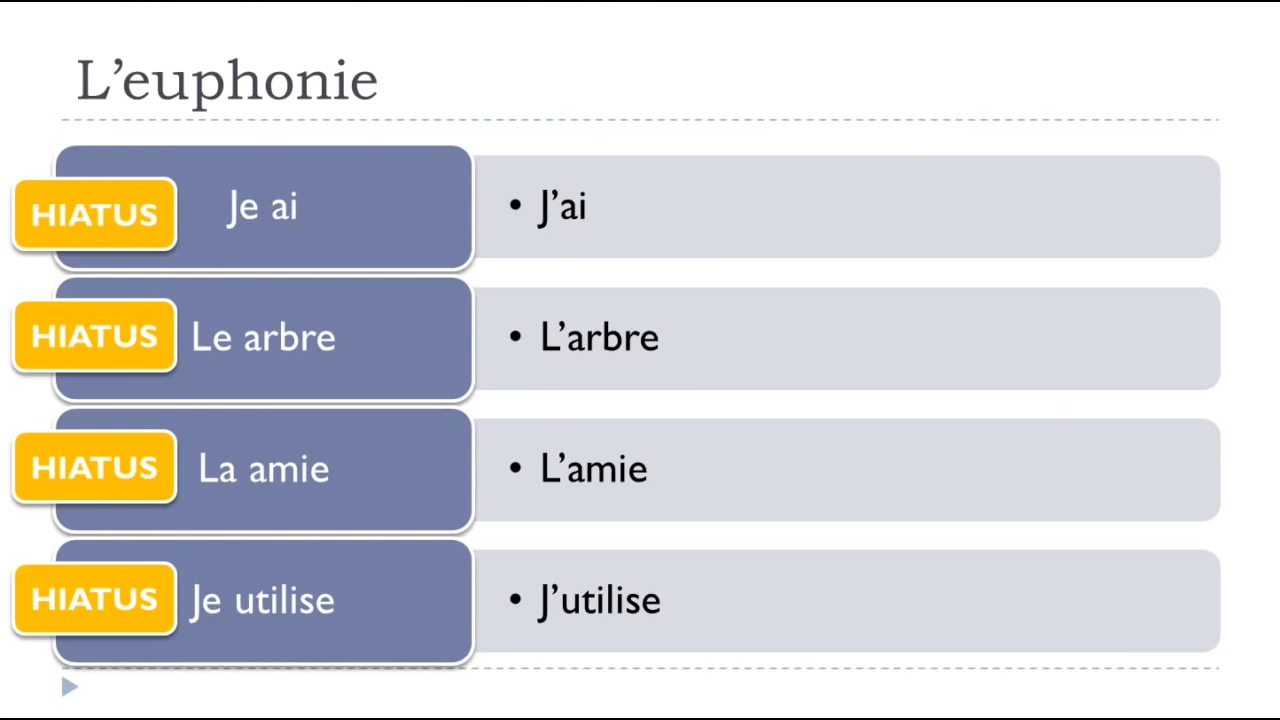 L’euphonie
HIATUS
Je ai
• J’ai
HIATUS
Le arbre
• L’arbre
HIATUS
La amie
• L’amie
HIATUS
Je utilise
• J’utilise